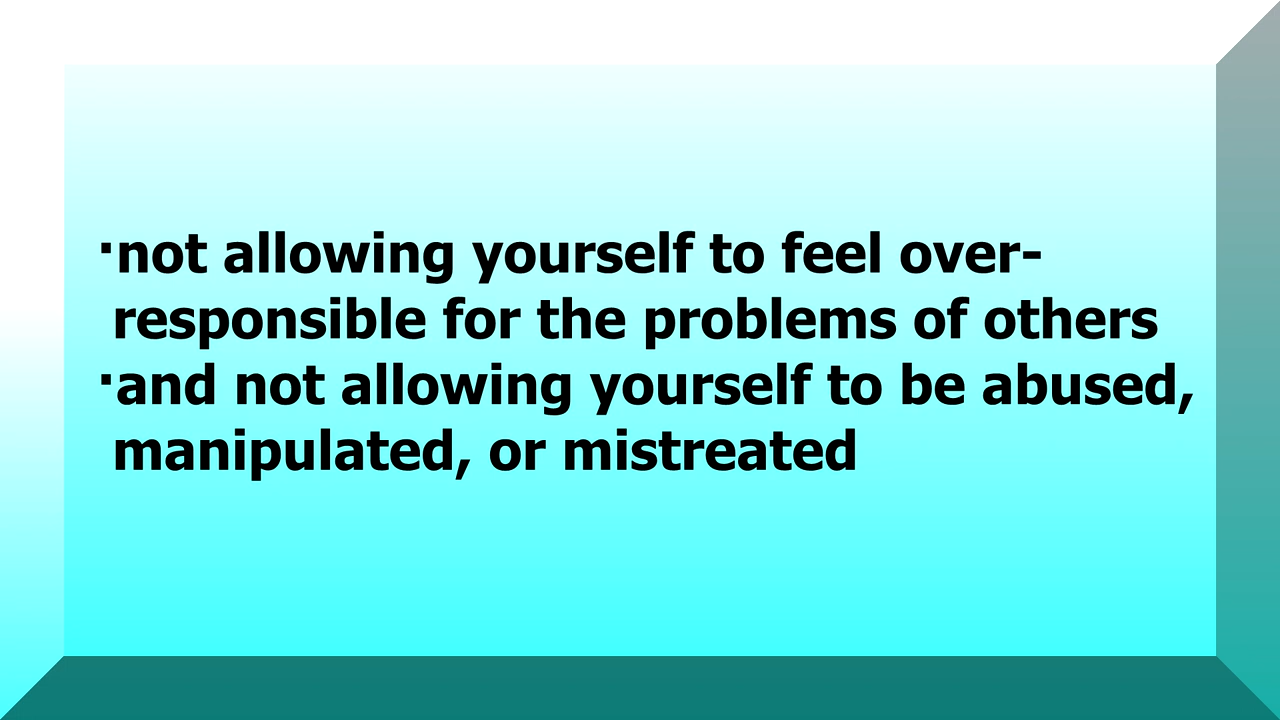 ·not allowing yourself to feel over-
responsible for the problems of others
·and not allowing yourself to be abused,
manipulated, or mistreated